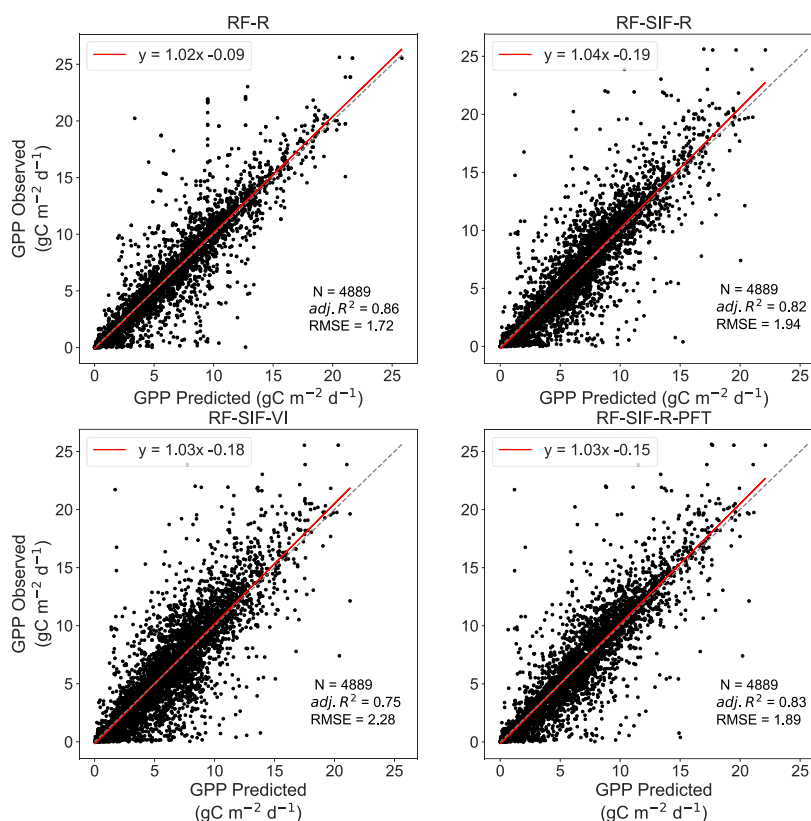 RF-R
y = 1.02x -0.09
25
20
15
10
5
0
GPP Observed
(gC m⁻² d⁻¹)
N = 4889
adj. R² = 0.86
RMSE = 1.72
0 5 10 15 20 25
GPP Predicted (gC m⁻² d⁻¹)
RF-SIF-R
y = 1.04x -0.19
25
20
15
10
5
0
N = 4889
adj. R² = 0.82
RMSE = 1.94
0 5 10 15 20 25
GPP Predicted (gC m⁻² d⁻¹)
RF-SIF-VI
y = 1.03x -0.18
25
20
15
10
5
0
GPP Observed
(gC m⁻² d⁻¹)
N = 4889
adj. R² = 0.75
RMSE = 2.28
0 5 10 15 20 25
GPP Predicted
(gC m⁻² d⁻¹)
RF-SIF-R-PFT
y = 1.03x -0.15
25
20
15
10
5
0
N = 4889
adj. R² = 0.83
RMSE = 1.89
0 5 10 15 20 25
GPP Predicted
(gC m⁻² d⁻¹)